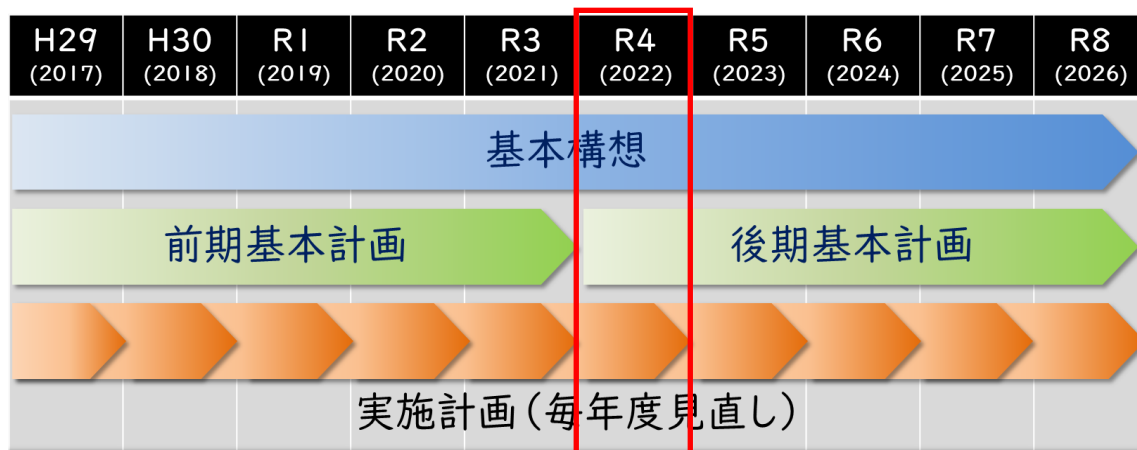 H29 H30 R1 R2 R3 R4 R5 R6 R7 R8
(2017) (2018) (2019) (2020) (2021) (2022) (2023) (2024) (2025) (2026)
基本構想
前期基本計画 後期基本計画
実施計画(毎年度見直し)